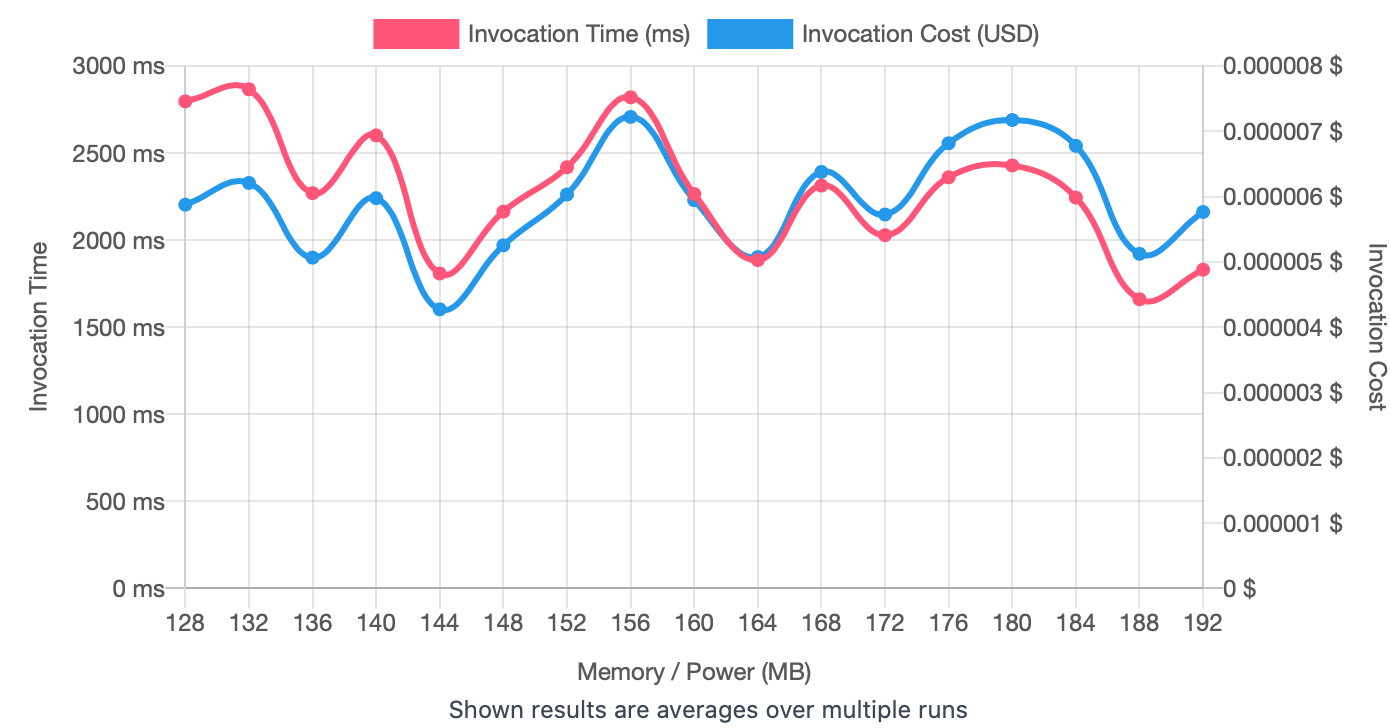 Invocation Time (ms) Invocation Cost (USD)
3000 ms 0.000008 $
0.000007 $
2500 ms
0.000006 $
2000 ms
0.000005 $
1500 ms 0.000004 $
0.000003 $
1000 ms
0.000002 $
500 ms
0.000001 $
0 ms 0 $
Invocation Time
Invocation Cost
128 132 136 140 144 148 152 156 160 164 168 172 176 180 184 188 192
Memory / Power (MB)
Shown results are averages over multiple runs